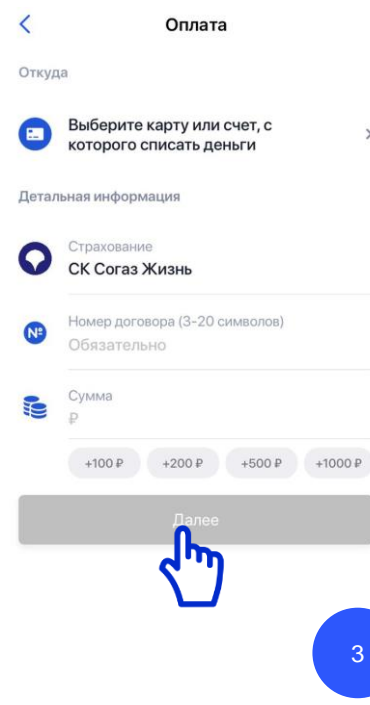 Оплата
Откуда
Выберите карту или счет, с
которого списать деньги
Детальная информация
Страхование
СК Согаз Жизнь
№
Номер договора (3-20 символов)
Обязательно
Сумма
₽
+100 ₽ +200 ₽ +500 ₽ +1000 ₽
Далее
3